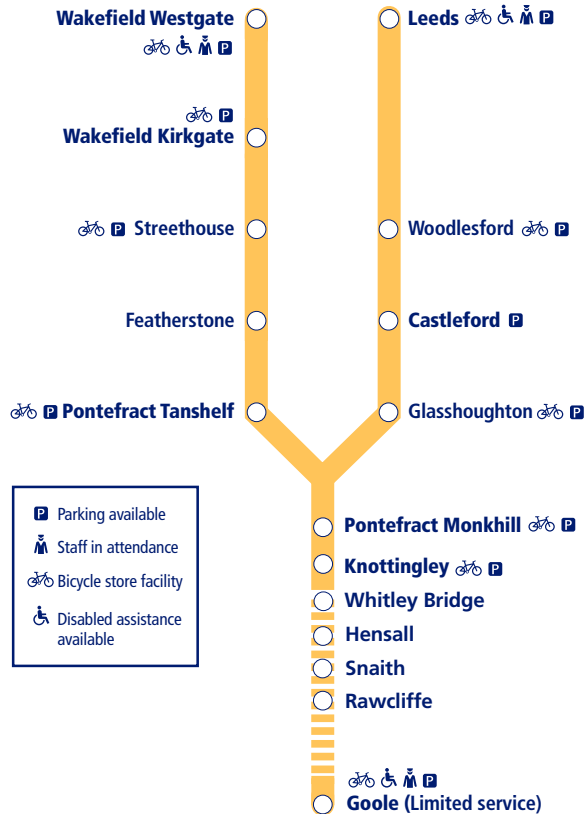 Wakefield Westgate
P
Leeds P
P
Wakefield Kirkgate
P Streethouse
Woodlesford P
Featherstone
Castleford P
P Pontefract Tanshelf
Glasshoughton P
P Parking available
Staff in attendance
Bicycle store facility
Disabled assistance
available
Pontefract Monkhill P
Knottingley P
Whitley Bridge
Hensall
Snaith
Rawcliffe
P
Goole (Limited service)